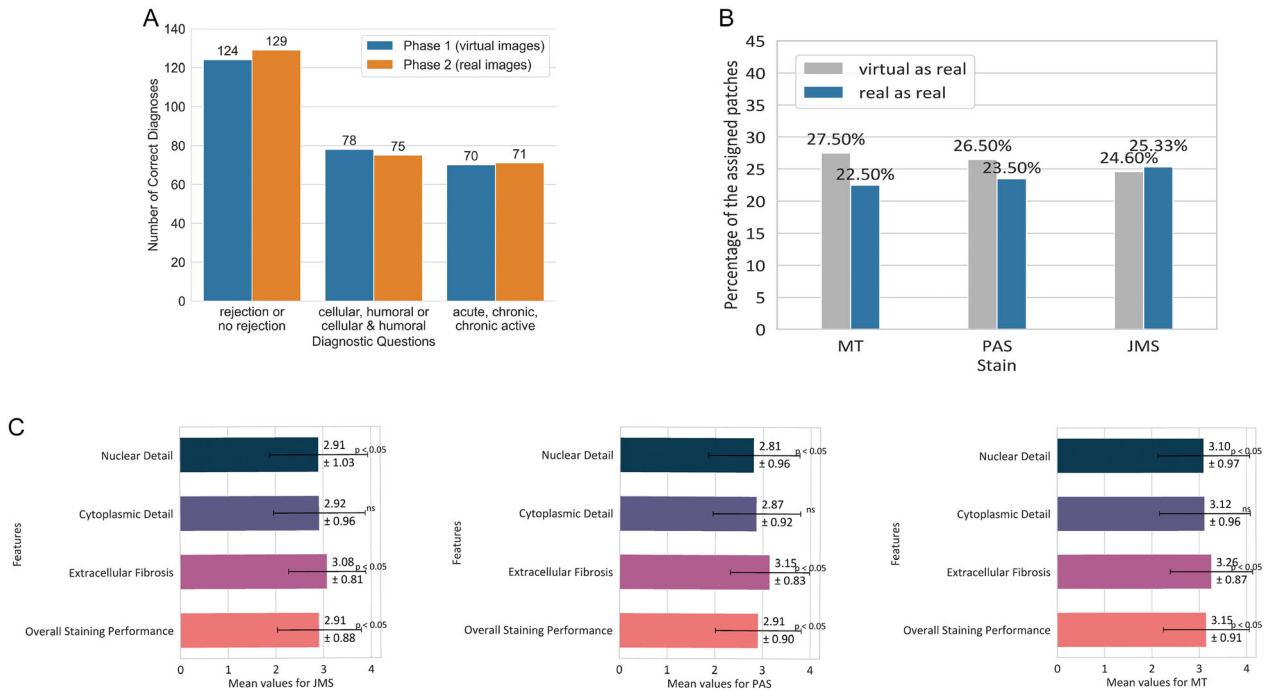 A
140
120
100
80
60
40
20
0
Number of Correct Diagnoses
Phase 1 (virtual images)
Phase 2 (real images)
124
129
78
75
70
71
rejection or
no rejection
cellular, humoral or
cellular & humoral
acute, chronic,
chronic active
Diagnostic Questions
B
45
40
35
30
25
20
15
10
5
0
Percentage of the assigned patches
virtual as real
real as real
27.50%
22.50%
26.50%
23.50%
24.60%
25.33%
MT
PAS
JMS
Stain
C
Features
Nuclear Detail
2.91
± 1.03
p < 0.05
Cytoplasmic Detail
2.92
± 0.96
ns
Extracellular Fibrosis
3.08
± 0.81
p < 0.05
Overall Staining Performance
2.91
± 0.88
p < 0.05
0 1 2 3 4
Mean values for JMS
Features
Nuclear Detail
2.81
± 0.96
p < 0.05
Cytoplasmic Detail
2.87
± 0.92
ns
Extracellular Fibrosis
3.15
± 0.83
p < 0.05
Overall Staining Performance
2.91
± 0.90
p < 0.05
0 1 2 3 4
Mean values for PAS
Features
Nuclear Detail
3.10
± 0.97
p < 0.05
Cytoplasmic Detail
3.12
± 0.96
ns
Extracellular Fibrosis
3.26
± 0.87
p < 0.05
Overall Staining Performance
3.15
± 0.91
p < 0.05
0 1 2 3 4
Mean values for MT